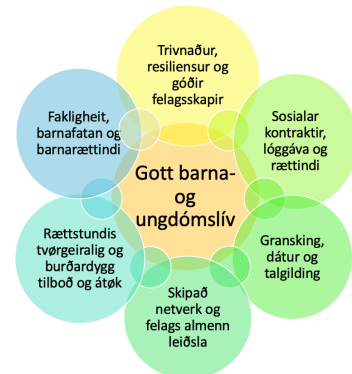 Trivnaður,
resiliensur og
góðir
felagsskapir
Sosialar
kontraktir,
lóggáva og
rættindi
Gransking,
dátur og
talgilding
Skipað
netverk og
felags almenn
leiðsla
Rættstundis
tvørgeiralig og
burðardygg
tilboð og átøk
Fakligheit,
barnafatan og
barnarættindi
Gott barna-
og
ungdómslív